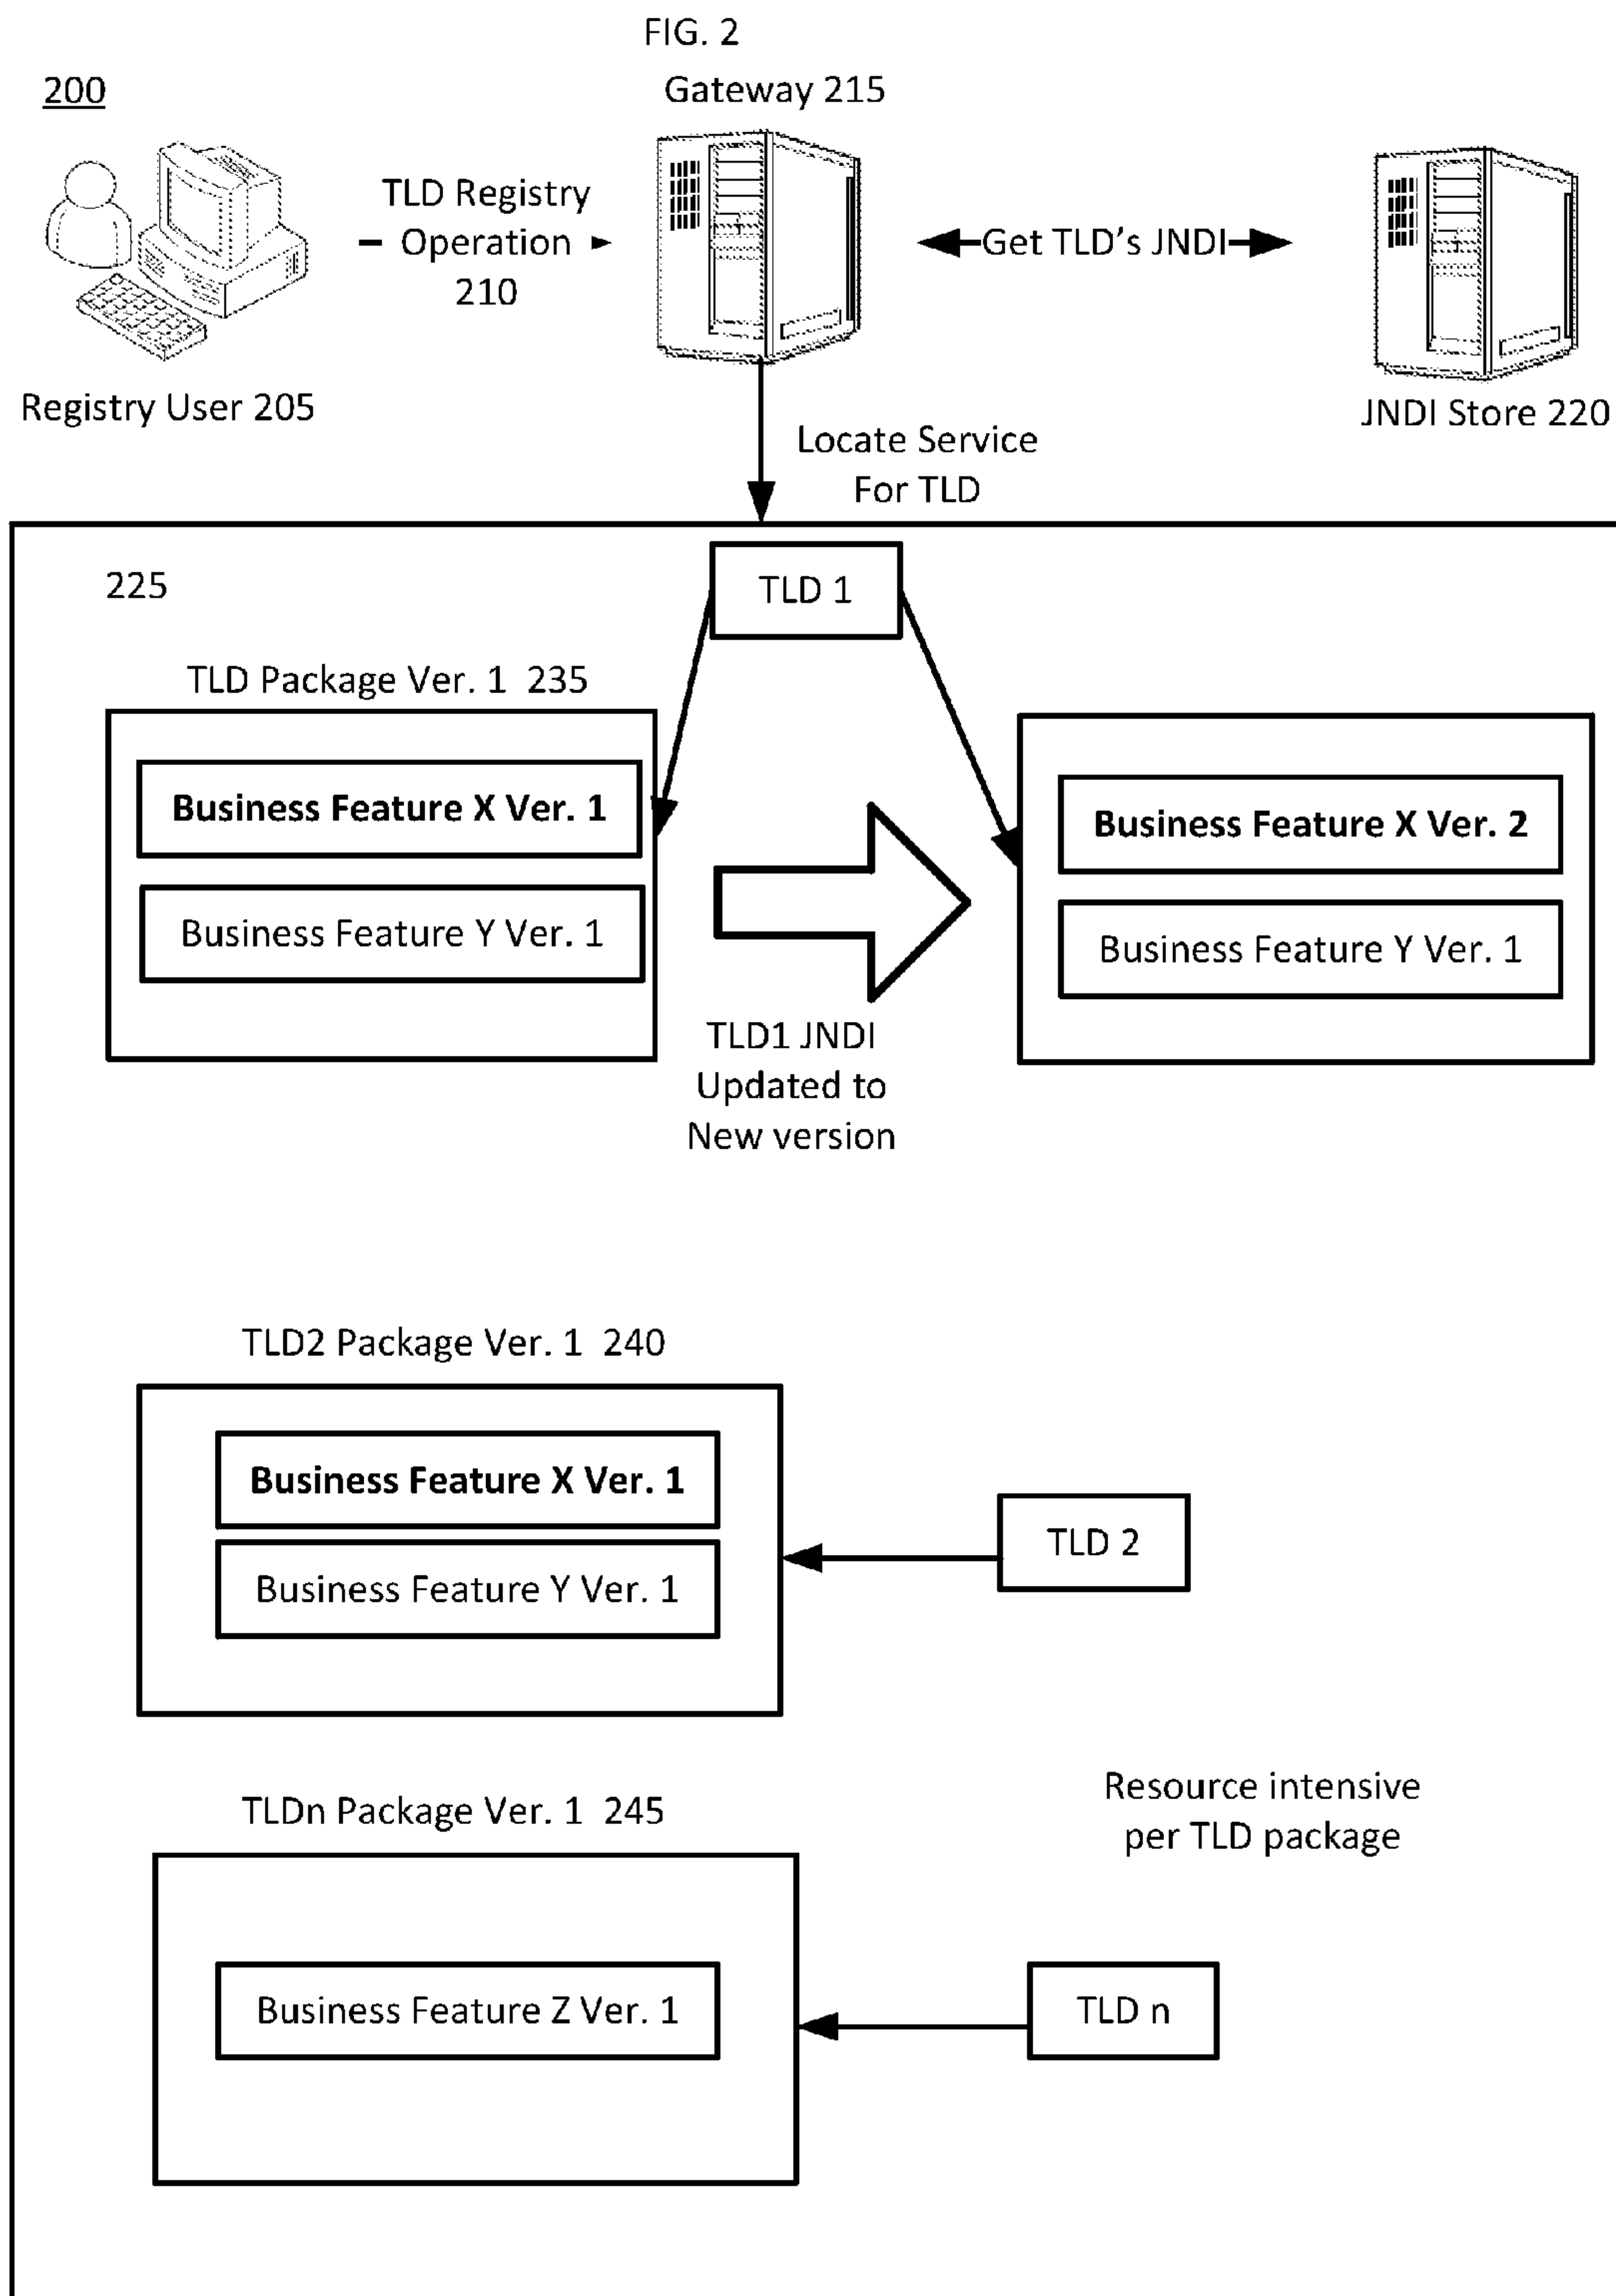 FIG. 2
200
Gateway 215
TLD Registry
Operation
210
Get TLD's JNDI
Registry User 205
JNDI Store 220
Locate Service
For TLD
225
TLD 1
TLD Package Ver. 1 235
Business Feature X Ver. 1
Business Feature Y Ver. 1
Business Feature X Ver. 2
Business Feature Y Ver. 1
TLD1 JNDI
Updated to
New version
TLD2 Package Ver. 1 240
Business Feature X Ver. 1
Business Feature Y Ver. 1
TLD 2
Resource intensive
per TLD package
TLDn Package Ver. 1 245
Business Feature Z Ver. 1
TLD n